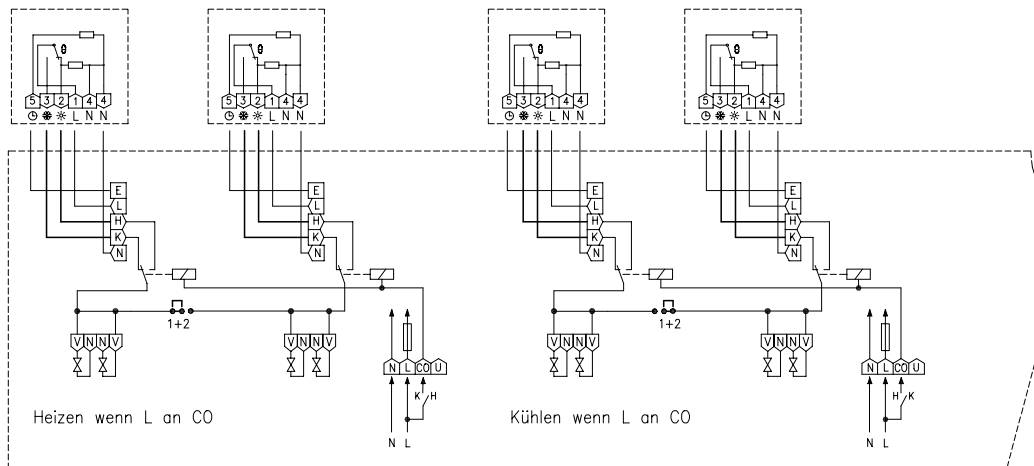 5 3 2 1 4 4 5 3 2 1 4 4 5 3 2 1 4 4 5 3 2 1 4 4
L N N L N N L N N L N N
E E E E
L L L L
H H H H
K K K K
N N N N
1+2 1+2
V N N V V N N V V N N V V N N V
N L CO U N L CO U
K H H K
Heizen wenn L an CO Kühlen wenn L an CO
N L N L